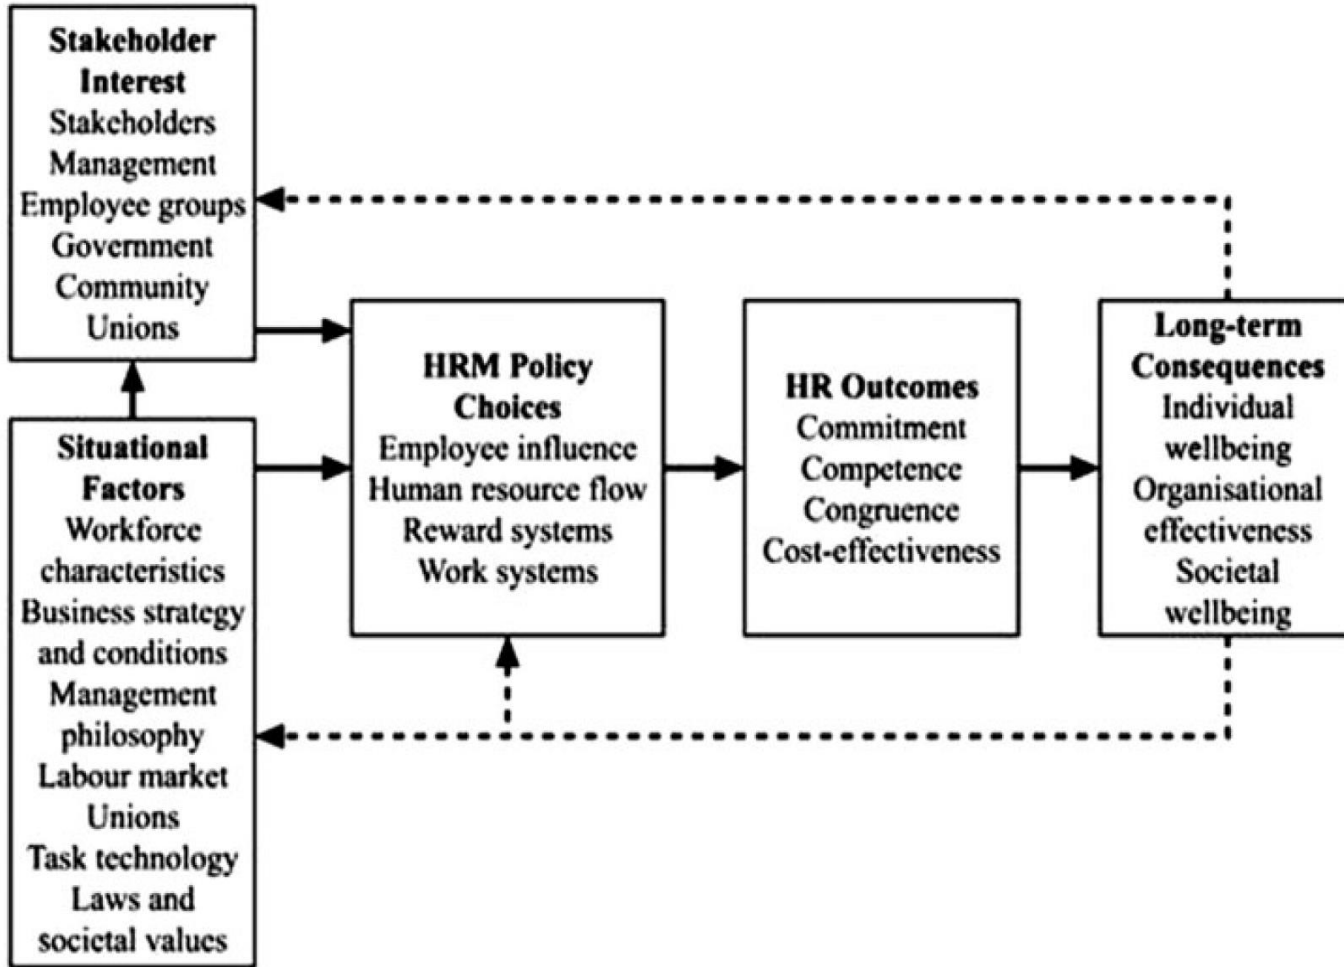 Stakeholder
Interest
Stakeholders
Management
Employee groups
Government
Community
Unions
Situational
Factors
Workforce
characteristics
Business strategy
and conditions
Management
philosophy
Labour market
Unions
Task technology
Laws and
societal values
HRM Policy
Choices
Employee influence
Human resource flow
Reward systems
Work systems
HR Outcomes
Commitment
Competence
Congruence
Cost-effectiveness
Long-term
Consequences
Individual
wellbeing
Organisational
effectiveness
Societal
wellbeing